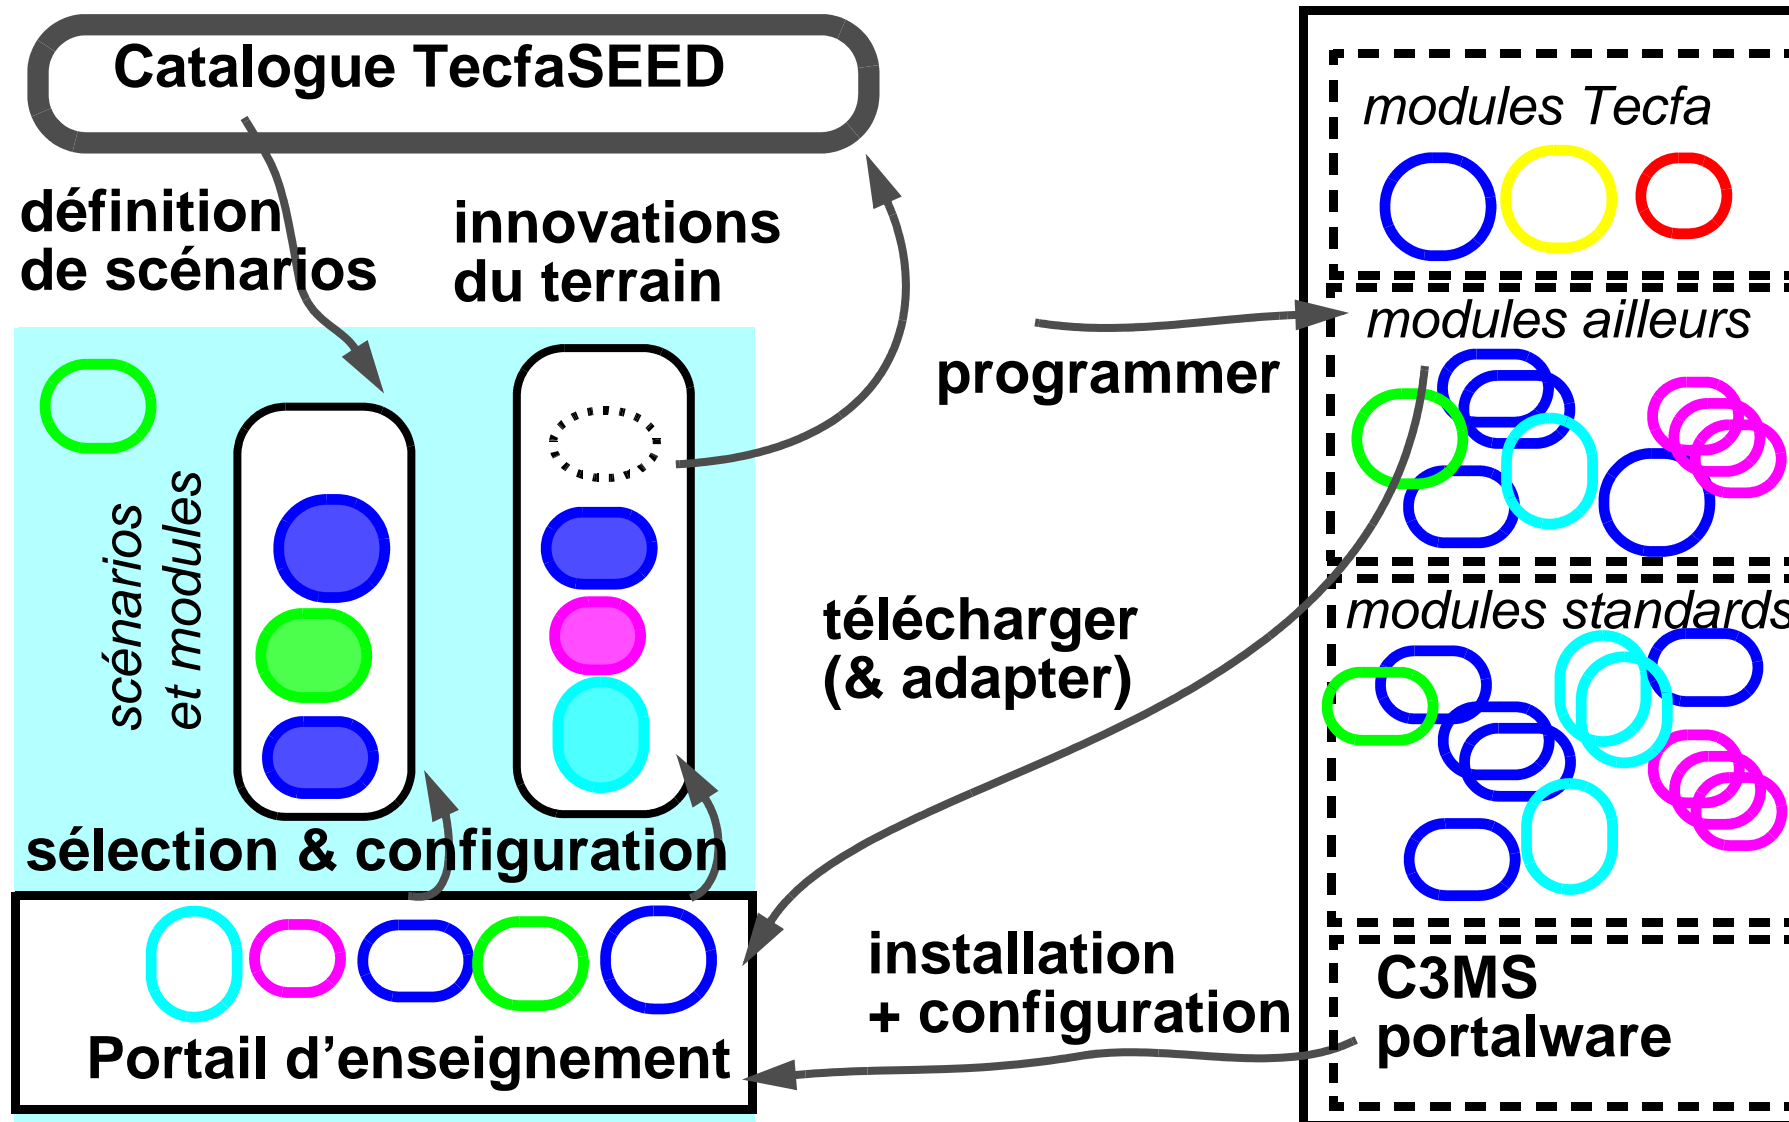 Catalogue TecfaSEED
définition
de scénarios
innovations
du terrain
scénarios
et modules
sélection & configuration
Portail d’enseignement
programmer
télécharger
(& adapter)
installation
+ configuration
modules Tecfa
modules ailleurs
modules standards
C3MS
portalware